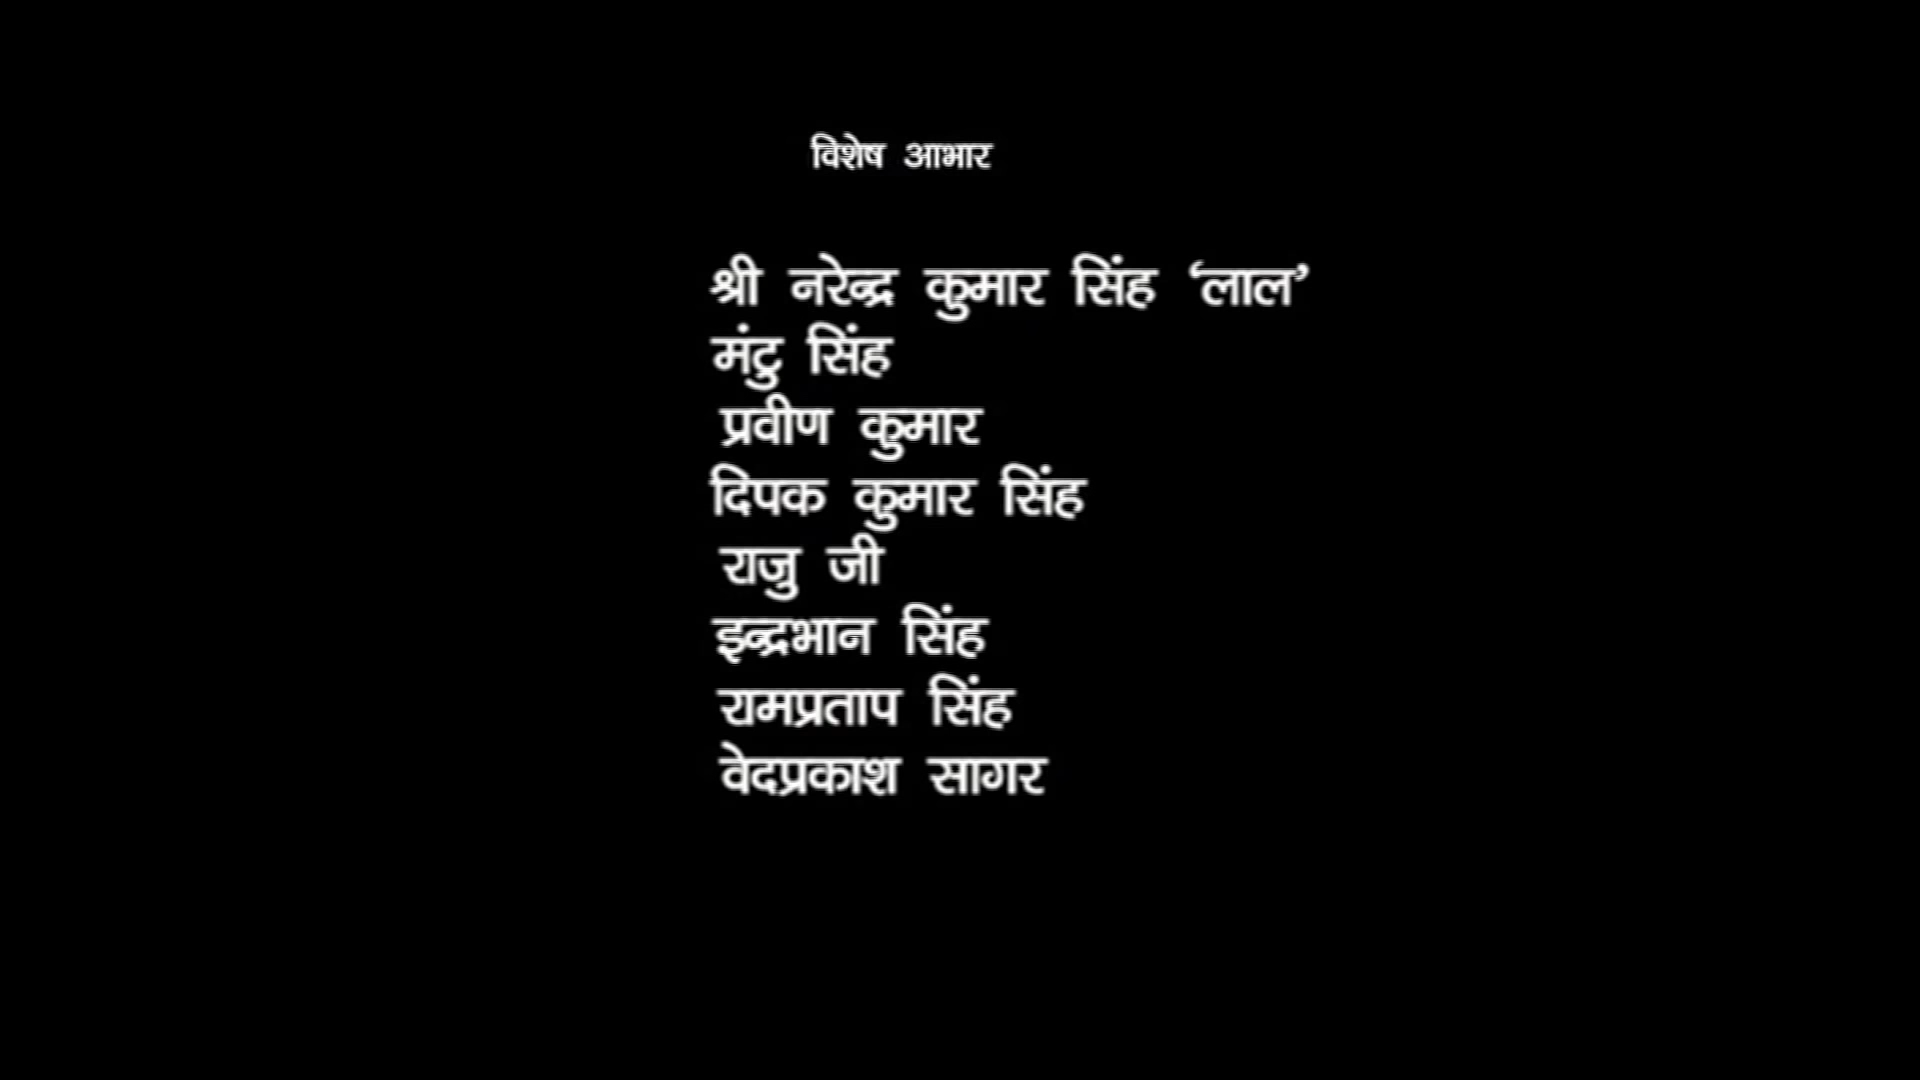 विशेष आभार
श्री नरेन्द्र कुमार सिंह ‘लाल’
मंटु सिंह
प्रवीण कुमार
दिपक कुमार सिंह
राजु जी
इन्द्रभान सिंह
रामप्रताप सिंह
वेदप्रकाश सागर